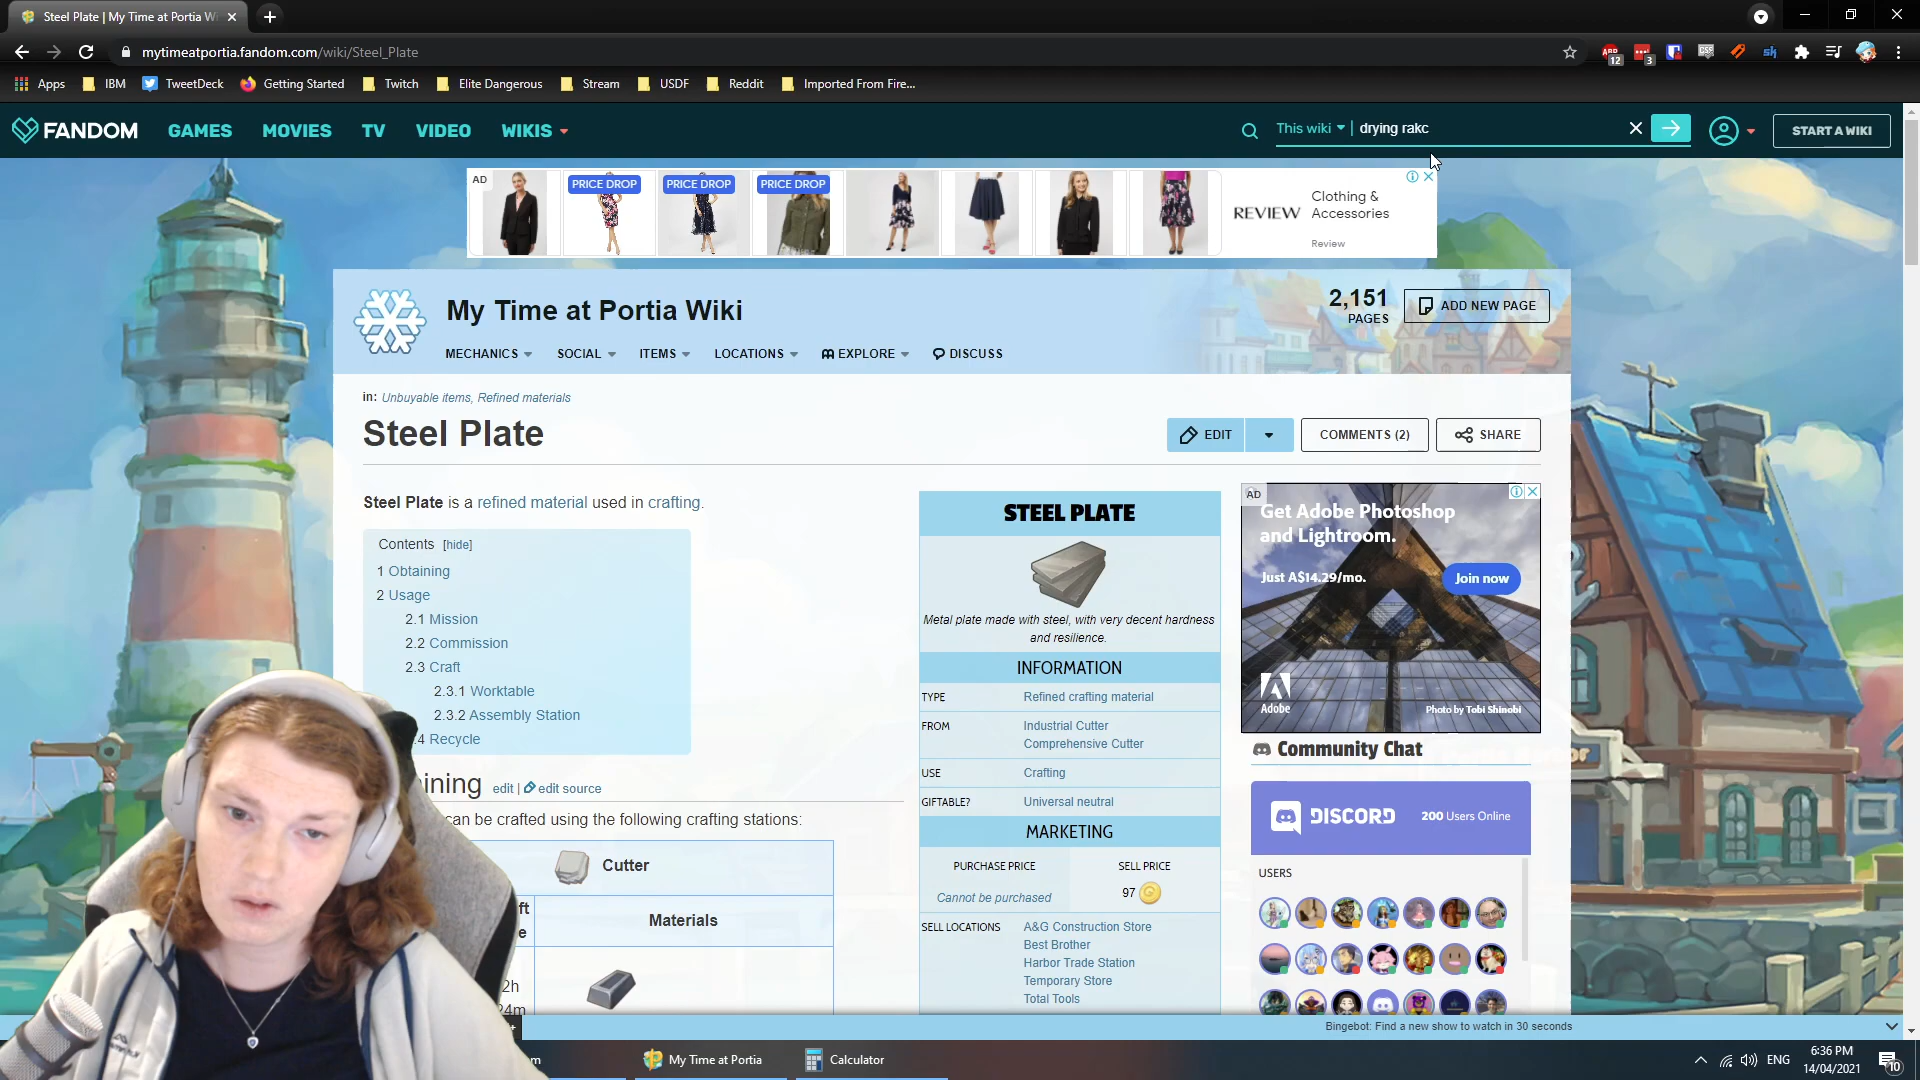 Steel Plate | My Time at Portia Wi
mytimeatportia.fandom.com/wiki/Steel_Plate
12
3
sk
Apps
IBM
TweetDeck
Getting Started
Twitch
Elite Dangerous
Stream
USDF
Reddit
Imported From Fire...
FANDOM
GAMES
MOVIES
TV
VIDEO
WIKIS
This wiki
drying rakc
START A WIKI
AD
PRICE DROP
PRICE DROP
PRICE DROP
REVIEW
Clothing &
Accessories
Review
My Time at Portia Wiki
2,151
PAGES
ADD NEW PAGE
MECHANICS
SOCIAL
ITEMS
LOCATIONS
EXPLORE
DISCUSS
in: Unbuyable items, Refined materials
Steel Plate
EDIT
COMMENTS (2)
SHARE
Steel Plate is a refined material used in crafting.
Contents [hide]
1 Obtaining
2 Usage
2.1 Mission
2.2 Commission
2.3 Craft
2.3.1 Worktable
2.3.2 Assembly Station
.4 Recycle
ining edit | edit source
can be crafted using the following crafting stations:
Cutter
ft
e
Materials
2h
24m
STEEL PLATE
Metal plate made with steel, with very decent hardness
and resilience.
INFORMATION
TYPE
Refined crafting material
FROM
Industrial Cutter
Comprehensive Cutter
USE
Crafting
GIFTABLE?
Universal neutral
MARKETING
PURCHASE PRICE
SELL PRICE
Cannot be purchased
97
SELL LOCATIONS
A&G Construction Store
Best Brother
Harbor Trade Station
Temporary Store
Total Tools
AD
Get Adobe Photoshop
and Lightroom.
Just A$14.29/mo.
Join now
Adobe
Photo by Tobi Shinobi
Community Chat
DISCORD
200 Users Online
USERS
Bingebot: Find a new show to watch in 30 seconds
om
My Time at Portia
Calculator
ENG
6:36 PM
14/04/2021
10